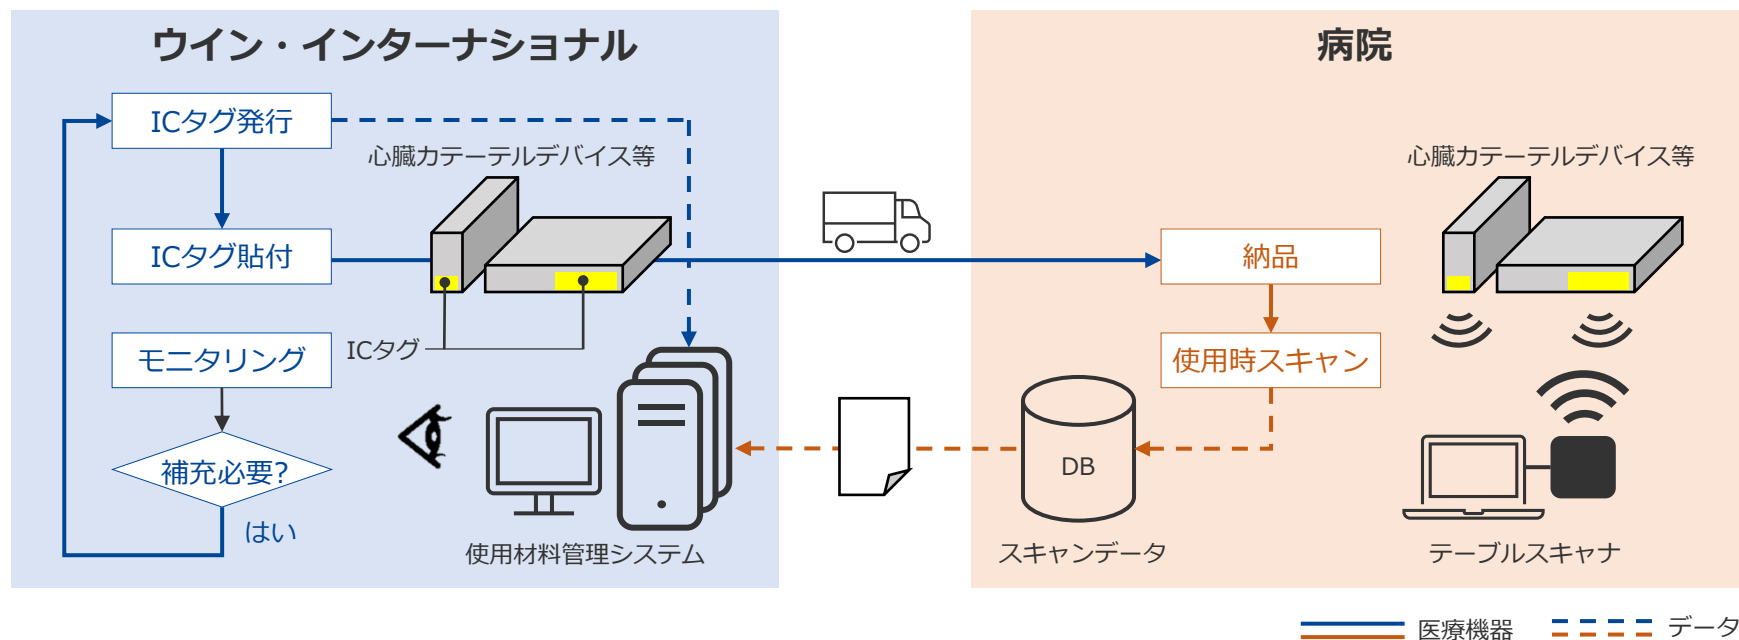 ウイン・インターナショナル
病院
ICタグ発行
心臓カテーテルデバイス等
心臓カテーテルデバイス等
ICタグ貼付
納品
モニタリング
ICタグ
使用時スキャン
補充必要?
DB
はい
使用材料管理システム
スキャンデータ
テーブルスキャナ
医療機器
データ